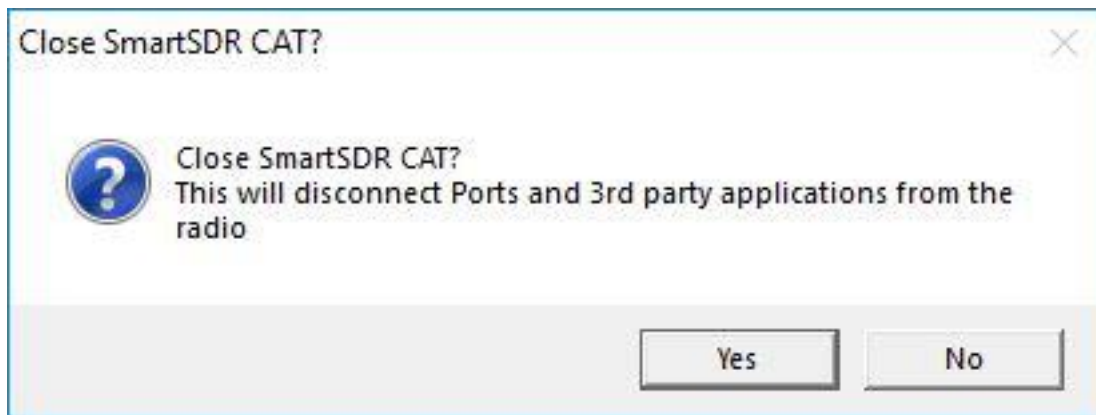 Close SmartSDR CAT?
Close SmartSDR CAT?
This will disconnect Ports and 3rd party applications from the
radio
Yes
No